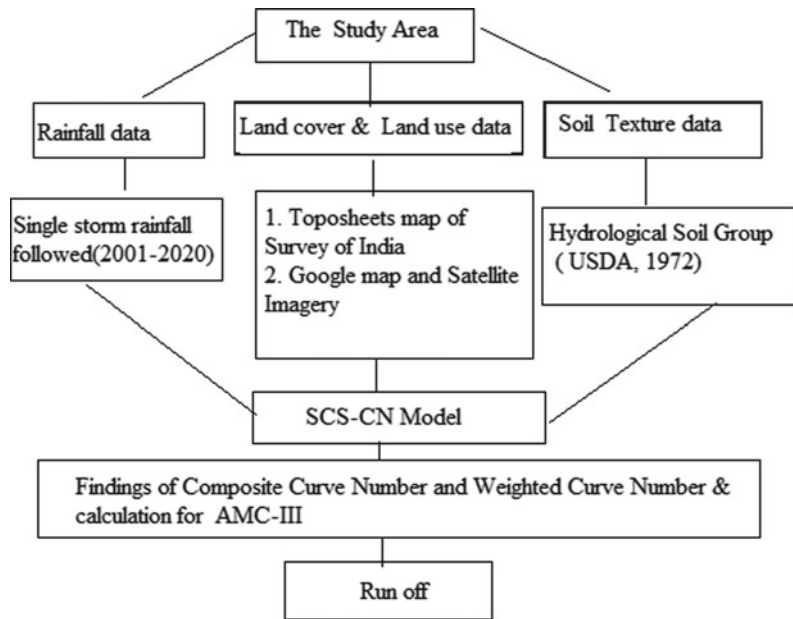 The Study Area
Rainfall data
Land cover & Land use data
Soil Texture data
Single storm rainfall
followed(2001-2020)
1. Toposheets map of
Survey of India
2. Google map and Satellite
Imagery
Hydrological Soil Group
( USDA, 1972)
SCS-CN Model
Findings of Composite Curve Number and Weighted Curve Number &
calculation for AMC-III
Run off